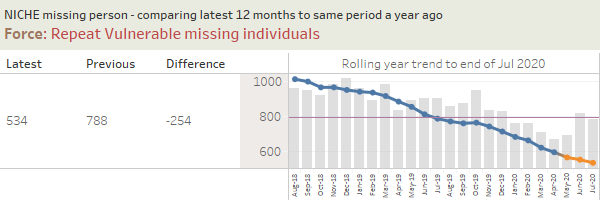 NICHE missing person - comparing latest 12 months to same period a year ago
Force: Repeat Vulnerable missing individuals
Latest Previous Difference Rolling year trend to end of Jul 2020
1000
534 788 -254 800
600
Aug-18 Sep-18 Oct-18 Nov-18 Dec-18 Jan-19 Feb-19 Mar-19 Apr-19 May-19 Jun-19 Jul-19 Aug-19 Sep-19 Oct-19 Nov-19 Dec-19 Jan-20 Feb-20 Mar-20 Apr-20 May-20 Jun-20 Jul-20